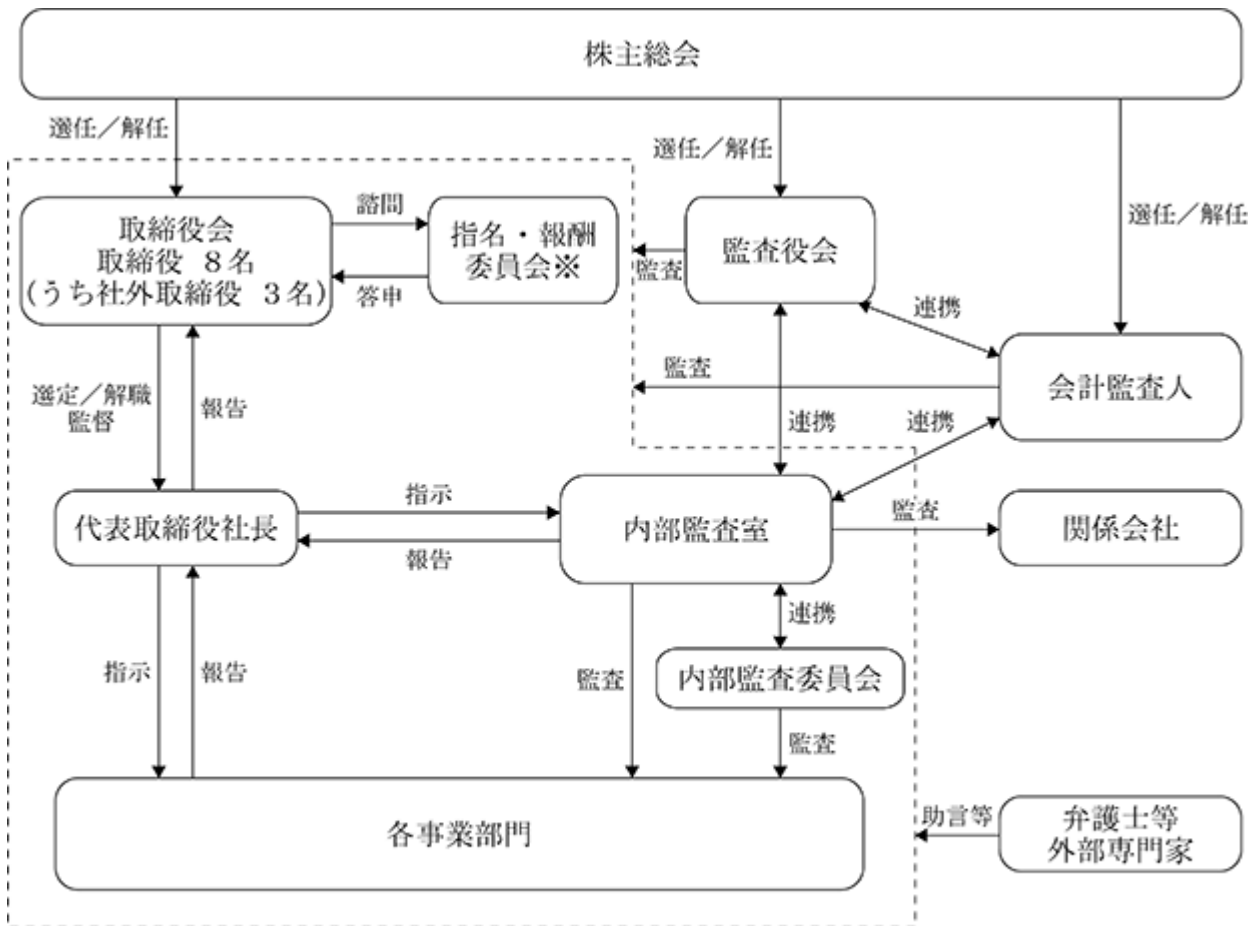 株主総会
選任／解任
選任／解任
選任／解任
取締役会
取締役 8名
(うち社外取締役 3名)
諮問
答申
指名・報酬
委員会※
監査
監査役会
連携
監査
会計監査人
選定／解職
監督
報告
連携
連携
代表取締役社長
指示
報告
内部監査室
監査
関係会社
連携
指示
報告
監査
内部監査委員会
監査
各事業部門
助言等
弁護士等
外部専門家